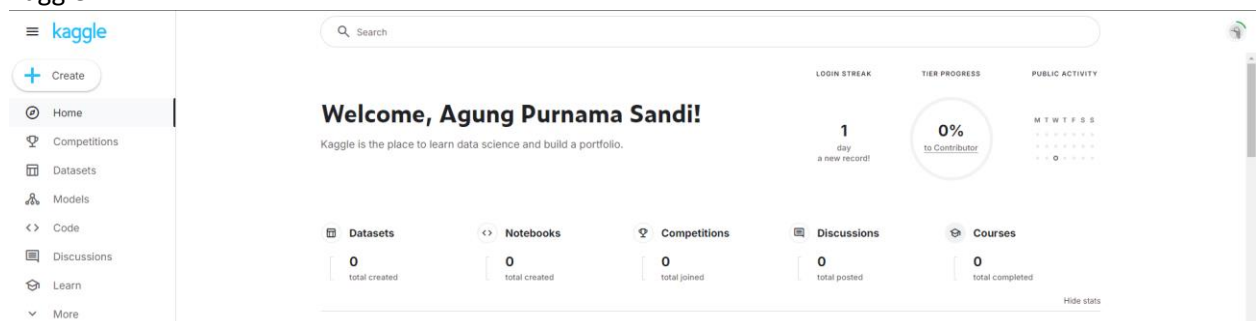 kaggle
Search
Create
Home
Competitions
Datasets
Models
Code
Discussions
Learn
More
LOGIN STREAK
TIER PROGRESS
PUBLIC ACTIVITY
Welcome, Agung Purnama Sandi!
Kaggle is the place to learn data science and build a portfolio.
1
day
a new record!
0%
to Contributor
M T W T F S S
Datasets
0
total created
Notebooks
0
total created
Competitions
0
total joined
Discussions
0
total posted
Courses
0
total completed
Hide stats